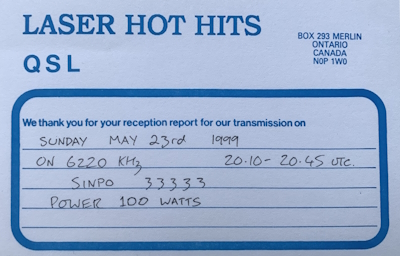 LASER HOT HITS
QSL
BOX 293 MERLIN
ONTARIO
CANADA
N0P 1W0
We thank you for your reception report for our transmission on
SUNDAY MAY 23rd 1999
ON 6220 KHz 20.10 - 20.45 UTC.
SINPO 33333
POWER 100 WATTS